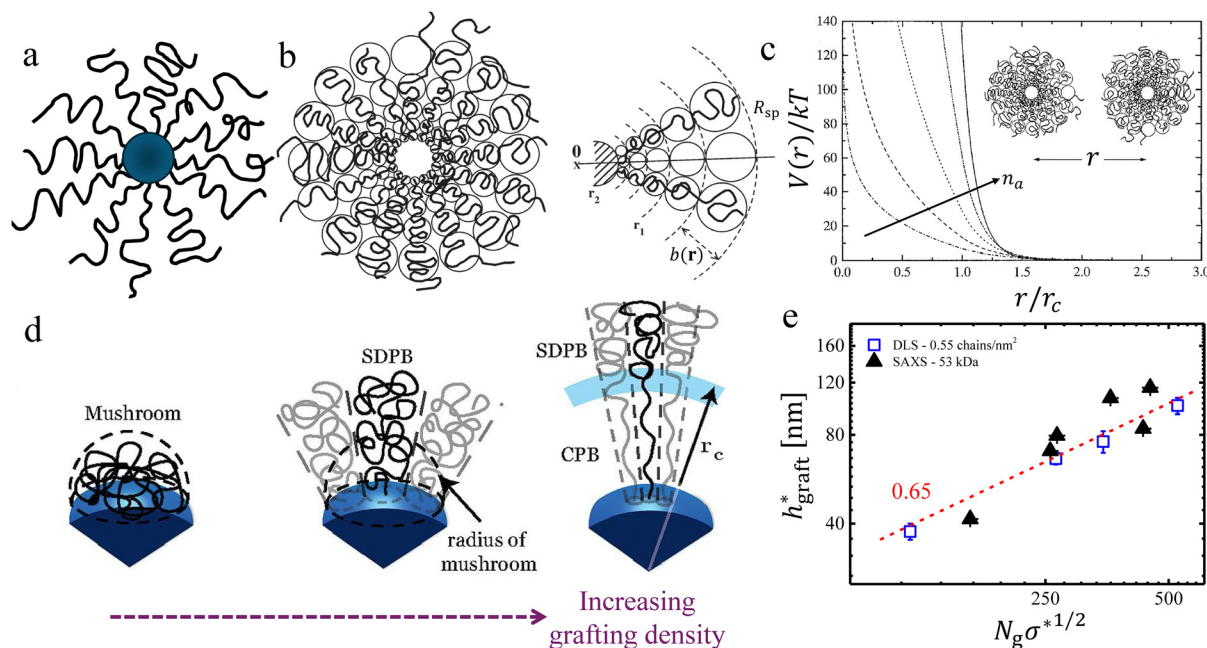 a
b
0
x
r₂
r₁
b(r)
R_sp
c
V(r)/kT
140
120
100
80
60
40
20
0
n_a
r
0.0 0.5 1.0 1.5 2.0 2.5 3.0
r/r_c
d
Mushroom
SDPB
radius of
mushroom
SDPB
CPB
r_c
Increasing
grafting density
e
h*_graft [nm]
160
120
80
40
DLS - 0.55 chains/nm²
SAXS - 53 kDa
0.65
250 500
N_gσ*^1/2